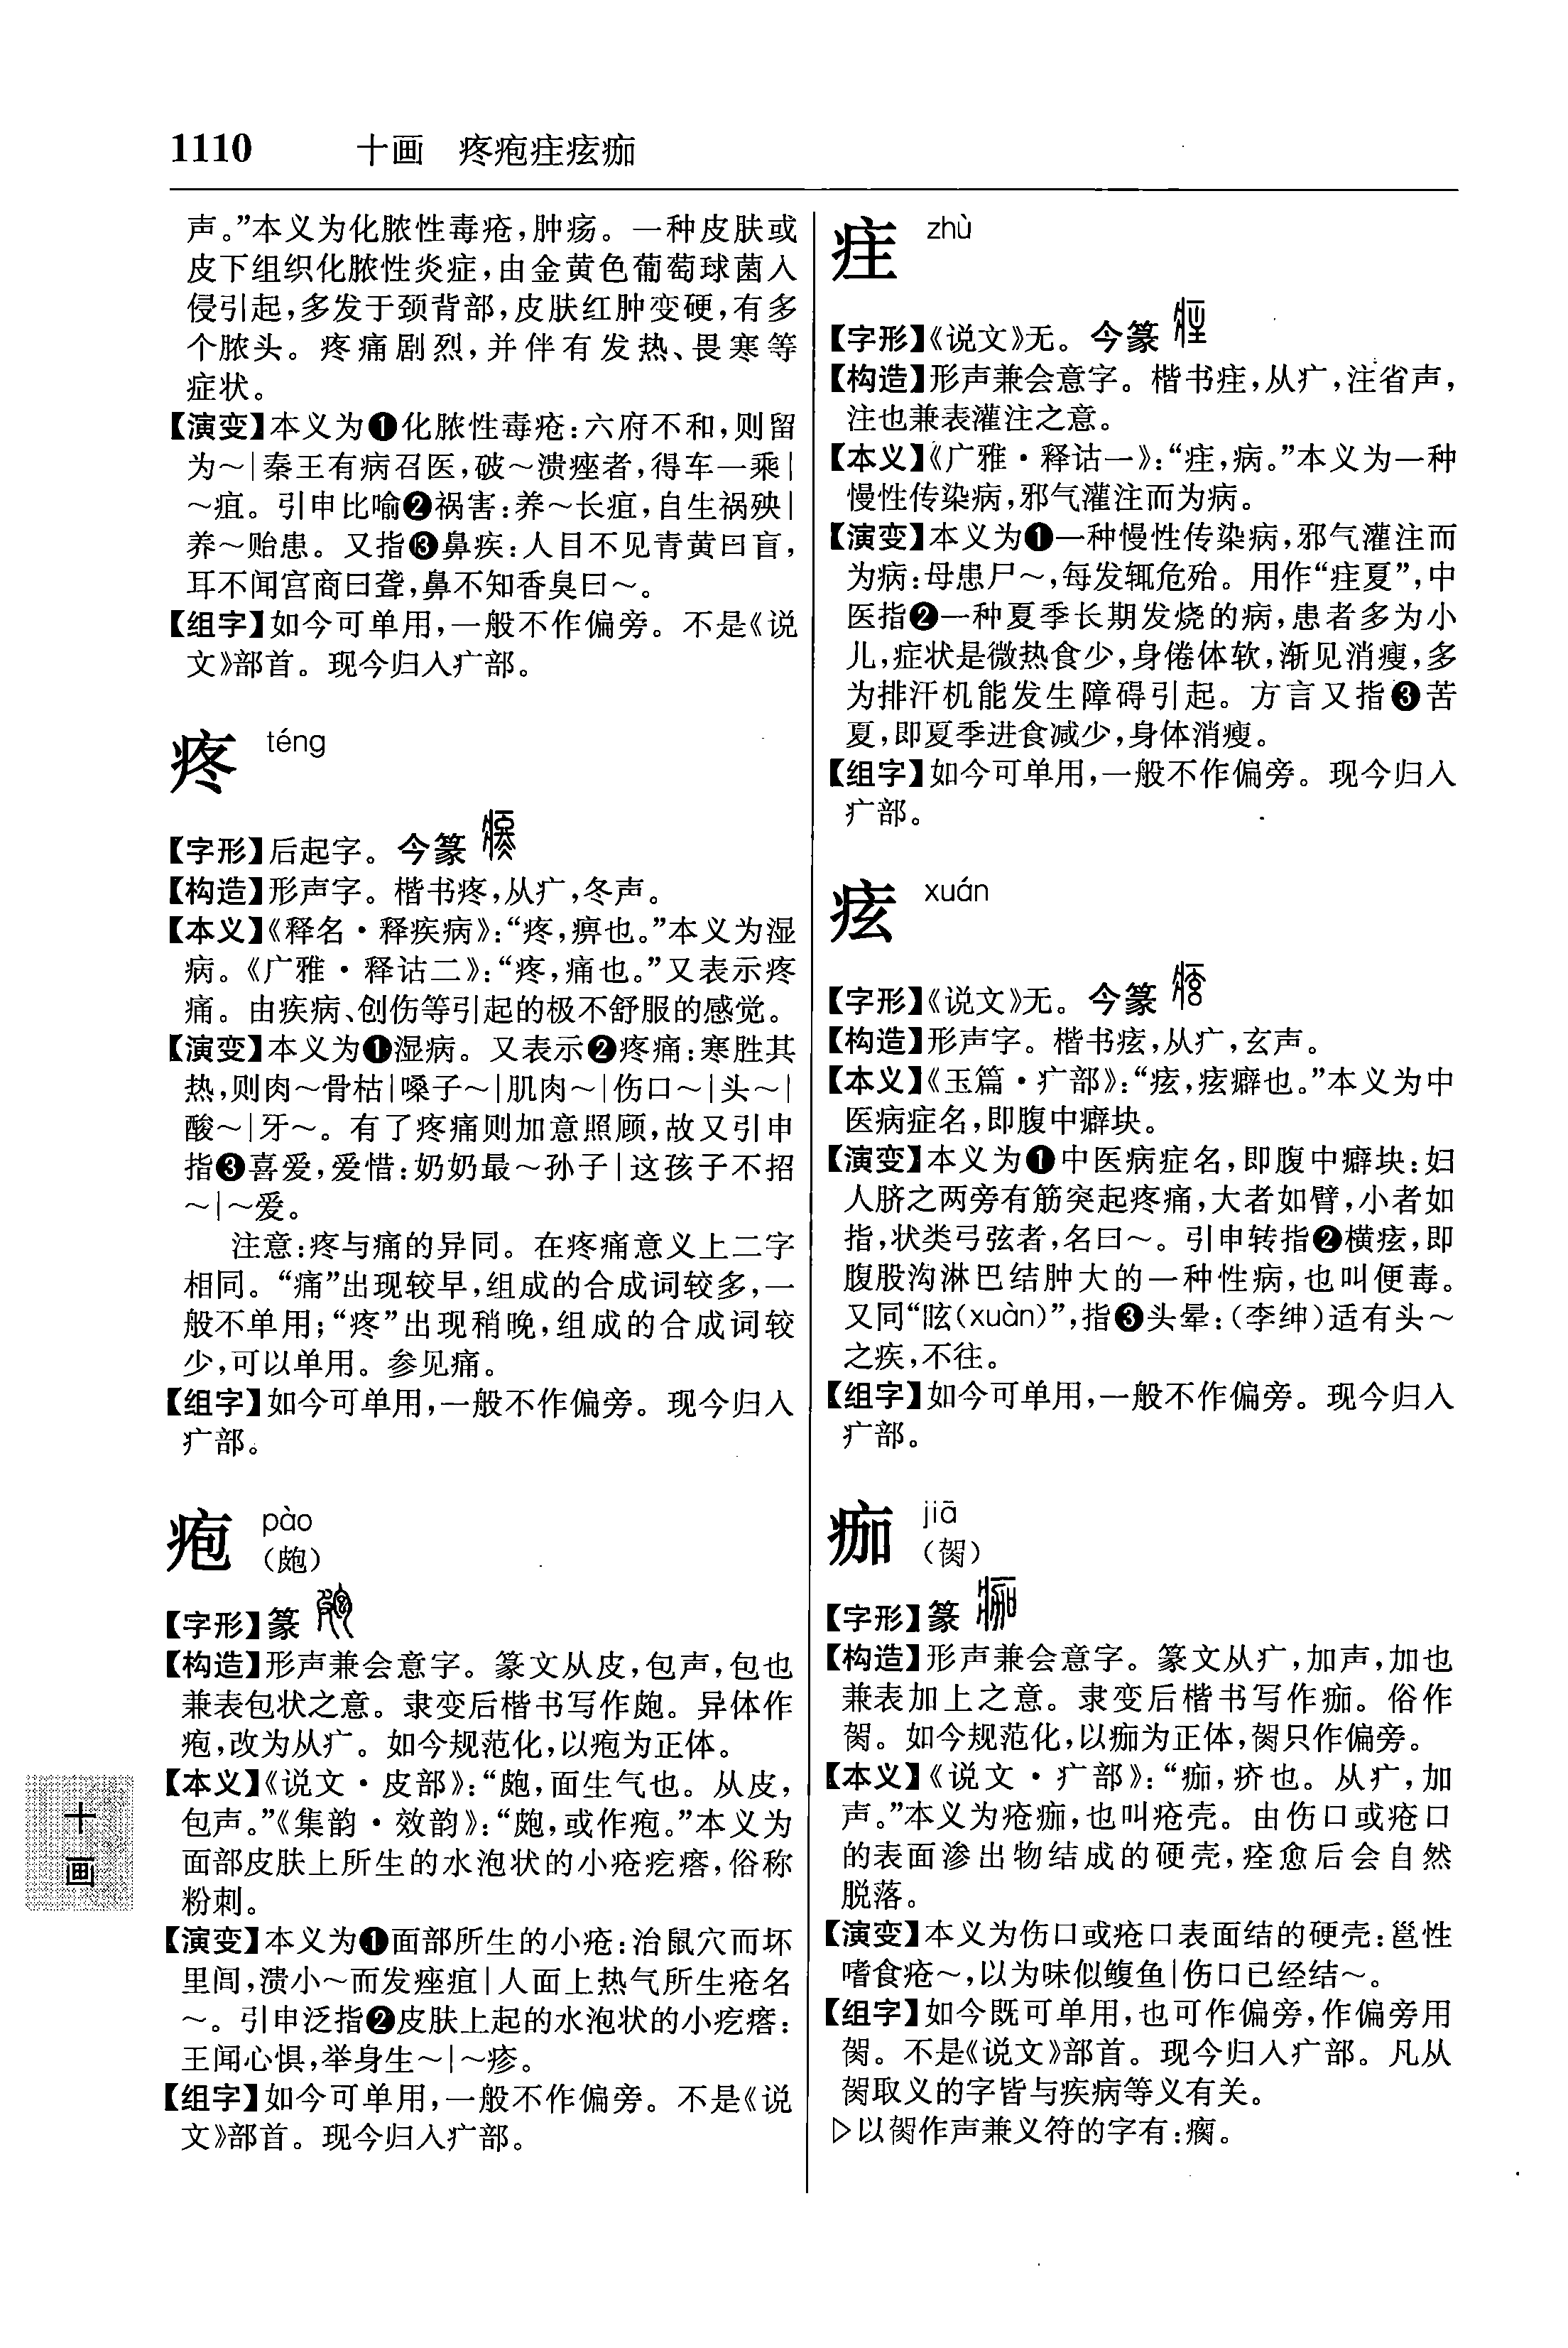 1110 十画 疼疱疰痃痂
声。”本义为化脓性毒疮,肿疡。一种皮肤或
皮下组织化脓性炎症,由金黄色葡萄球菌入
侵引起,多发于颈背部,皮肤红肿变硬,有多
个脓头。疼痛剧烈,并伴有发热、畏寒等
症状。
【演变】本义为❶化脓性毒疮:六府不和,则留
为～|秦王有病召医,破～溃痤者,得车一乘|
～疽。引申比喻❷祸害:养～长疽,自生祸殃|
养～贻患。又指❸鼻疾:人目不见青黄曰盲,
耳不闻宫商曰聋,鼻不知香臭曰～。
【组字】如今可单用,一般不作偏旁。不是《说
文》部首。现今归入疒部。
疼 téng
【字形】后起字。今篆
【构造】形声字。楷书疼,从疒,冬声。
【本义】《释名·释疾病》:“疼,痹也。”本义为湿
病。《广雅·释诂二》:“疼,痛也。”又表示疼
痛。由疾病、创伤等引起的极不舒服的感觉。
【演变】本义为❶湿病。又表示❷疼痛:寒胜其
热,则肉～骨枯|嗓子～|肌肉～|伤口～|头～|
酸～|牙～。有了疼痛则加意照顾,故又引申
指❸喜爱,爱惜:奶奶最～孙子|这孩子不招
～|～爱。
注意:疼与痛的异同。在疼痛意义上二字
相同。“痛”出现较早,组成的合成词较多,一
般不单用;“疼”出现稍晚,组成的合成词较
少,可以单用。参见痛。
【组字】如今可单用,一般不作偏旁。现今归入
疒部。
疱 pào
(皰)
【字形】篆
【构造】形声兼会意字。篆文从皮,包声,包也
兼表包状之意。隶变后楷书写作皰。异体作
疱,改为从疒。如今规范化,以疱为正体。
【本义】《说文·皮部》:“皰,面生气也。从皮,
包声。”《集韵·效韵》:“皰,或作疱。”本义为
面部皮肤上所生的水泡状的小疮疙瘩,俗称
粉刺。
【演变】本义为❶面部所生的小疮:治鼠穴而坏
里闾,溃小～而发痤疽|人面上热气所生疮名
～。引申泛指❷皮肤上起的水泡状的小疙瘩:
王闻心惧,举身生～|～疹。
【组字】如今可单用,一般不作偏旁。不是《说
文》部首。现今归入疒部。
疰 zhù
【字形】《说文》无。今篆
【构造】形声兼会意字。楷书疰,从疒,注省声,
注也兼表灌注之意。
【本义】《广雅·释诂一》:“疰,病。”本义为一种
慢性传染病,邪气灌注而为病。
【演变】本义为❶一种慢性传染病,邪气灌注而
为病:母患尸～,每发辄危殆。用作“疰夏”,中
医指❷一种夏季长期发烧的病,患者多为小
儿,症状是微热食少,身倦体软,渐见消瘦,多
为排汗机能发生障碍引起。方言又指❸苦
夏,即夏季进食减少,身体消瘦。
【组字】如今可单用,一般不作偏旁。现今归入
疒部。
痃 xuán
【字形】《说文》无。今篆
【构造】形声字。楷书痃,从疒,玄声。
【本义】《玉篇·疒部》:“痃,痃癖也。”本义为中
医病症名,即腹中癖块。
【演变】本义为❶中医病症名,即腹中癖块:妇
人脐之两旁有筋突起疼痛,大者如臂,小者如
指,状类弓弦者,名曰～。引申转指❷横痃,即
腹股沟淋巴结肿大的一种性病,也叫便毒。
又同“眩(xuàn)”,指❸头晕:(李绅)适有头～
之疾,不往。
【组字】如今可单用,一般不作偏旁。现今归入
疒部。
痂 jiā
(𤶠)
【字形】篆
【构造】形声兼会意字。篆文从疒,加声,加也
兼表加上之意。隶变后楷书写作痂。俗作
。如今规范化,以痂为正体,只作偏旁。
【本义】《说文·疒部》:“痂,疥也。从疒,加
声。”本义为疮痂,也叫疮壳。由伤口或疮口
的表面渗出物结成的硬壳,痊愈后会自然
脱落。
【演变】本义为伤口或疮口表面结的硬壳:邕性
嗜食疮～,以为味似鳆鱼|伤口已经结～。
【组字】如今既可单用,也可作偏旁,作偏旁用
。不是《说文》部首。现今归入疒部。凡从
取义的字皆与疾病等义有关。
▷以作声兼义符的字有:瘸。
十
画